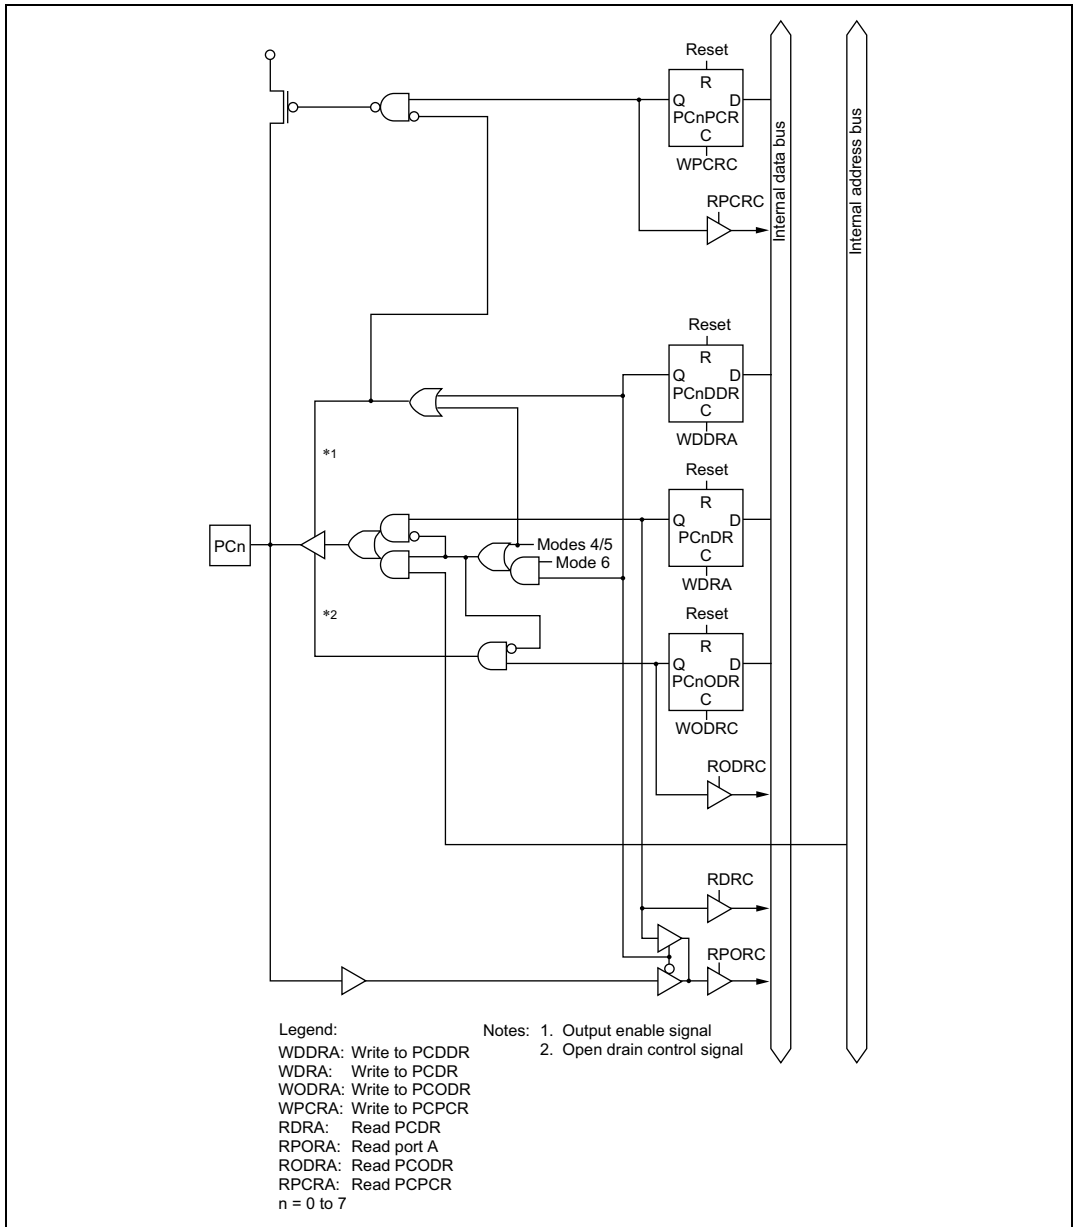 Reset
R
Q D
PCnPCR
C
WPCRC
RPCRC
Internal data bus
Internal address bus
Reset
R
Q D
PCnDDR
C
WDDRA
*1
Reset
R
Q D
PCnDR
C
WDRA
PCn
Modes 4/5
Mode 6
*2
Reset
R
Q D
PCnODR
C
WODRC
RODRC
RDRC
RPORC
Legend:
WDDRA: Write to PCDDR
WDRA: Write to PCDR
WODRA: Write to PCODR
WPCRA: Write to PCPCR
RDRA: Read PCDR
RPORA: Read port A
RODRA: Read PCODR
RPCRA: Read PCPCR
n = 0 to 7
Notes: 1. Output enable signal
2. Open drain control signal